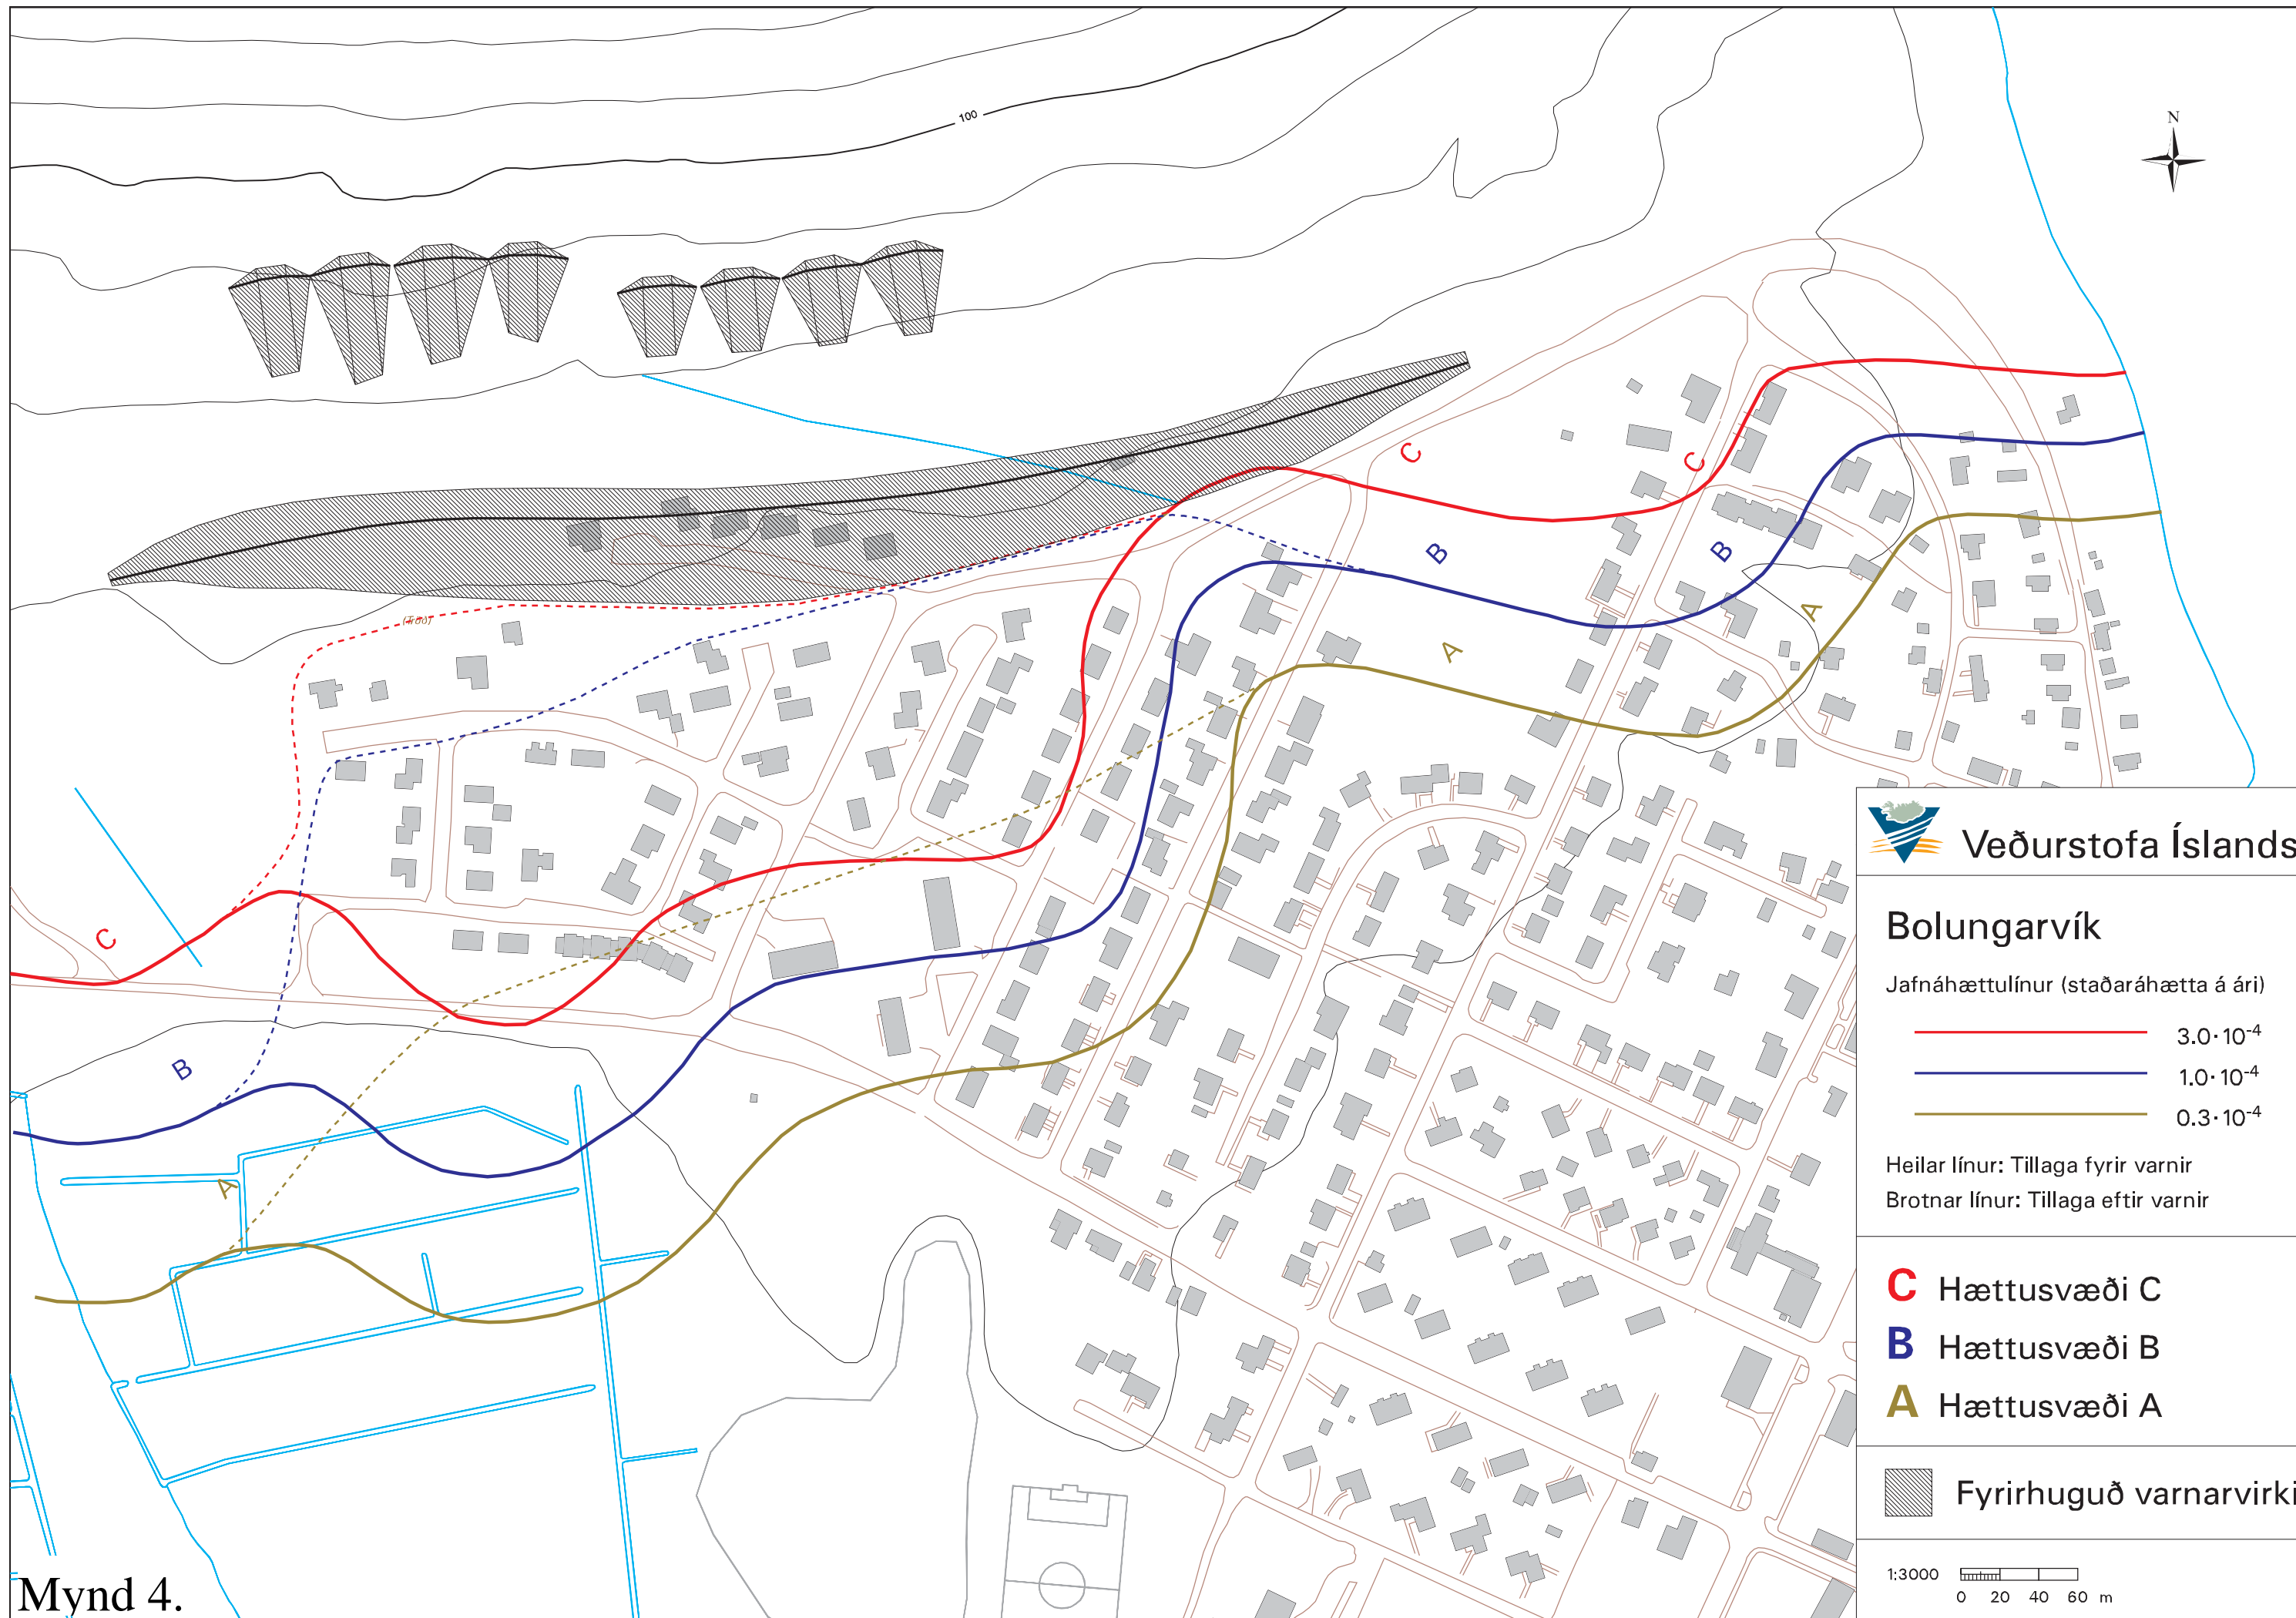 100
N
C
C
B
B
A
A
(Tröð)
C
B
A
Veðurstofa Íslands
Bolungarvík
Jafnáhættulínur (staðaráhætta á ári)
3.0·10⁻⁴
1.0·10⁻⁴
0.3·10⁻⁴
Heilar línur: Tillaga fyrir varnir
Brotnar línur: Tillaga eftir varnir
C Hættusvæði C
B Hættusvæði B
A Hættusvæði A
Fyrirhuguð varnarvirki
1:3000
0 20 40 60 m
Mynd 4.